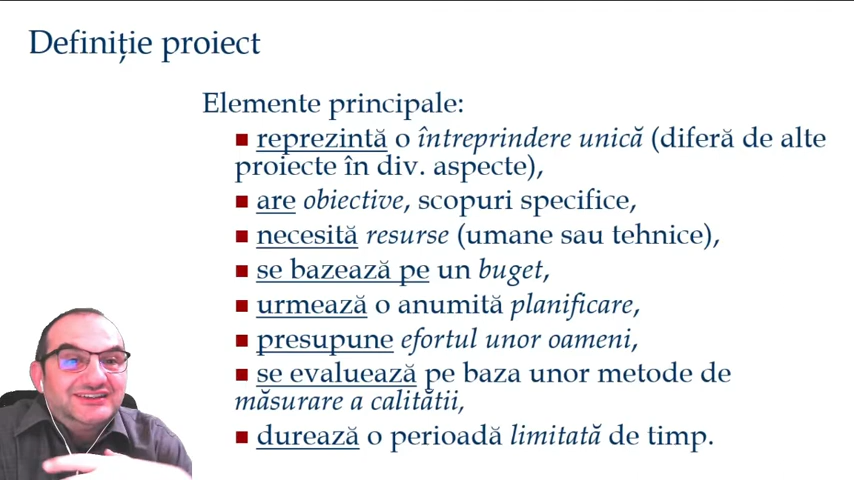 Definiție proiect
Elemente principale:
reprezintă o întreprindere unică (diferă de alte
proiecte în div. aspecte),
are obiective, scopuri specifice,
necesită resurse (umane sau tehnice),
se bazează pe un buget,
urmează o anumită planificare,
presupune efortul unor oameni,
se evaluează pe baza unor metode de
măsurare a calitătii,
durează o perioadă limitată de timp.